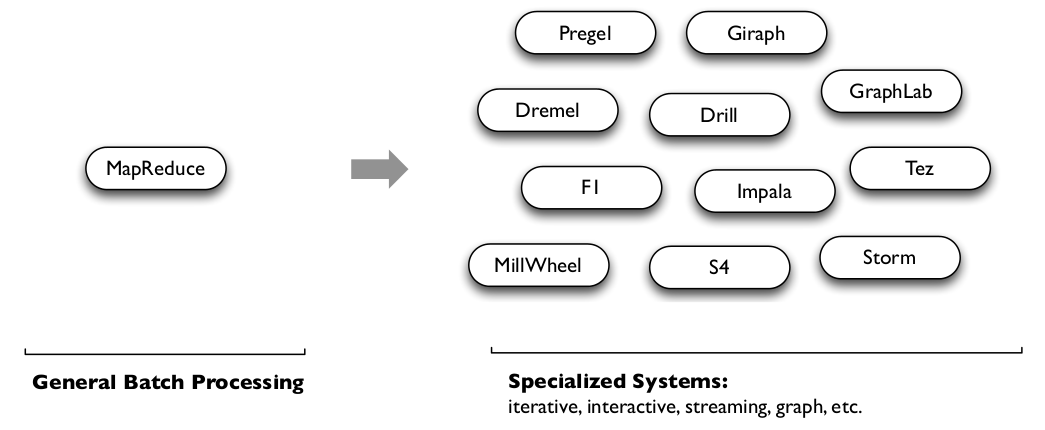 Pregel
Giraph
GraphLab
Dremel
Drill
MapReduce
Tez
F1
Impala
MillWheel
S4
Storm
General Batch Processing
Specialized Systems:
iterative, interactive, streaming, graph, etc.